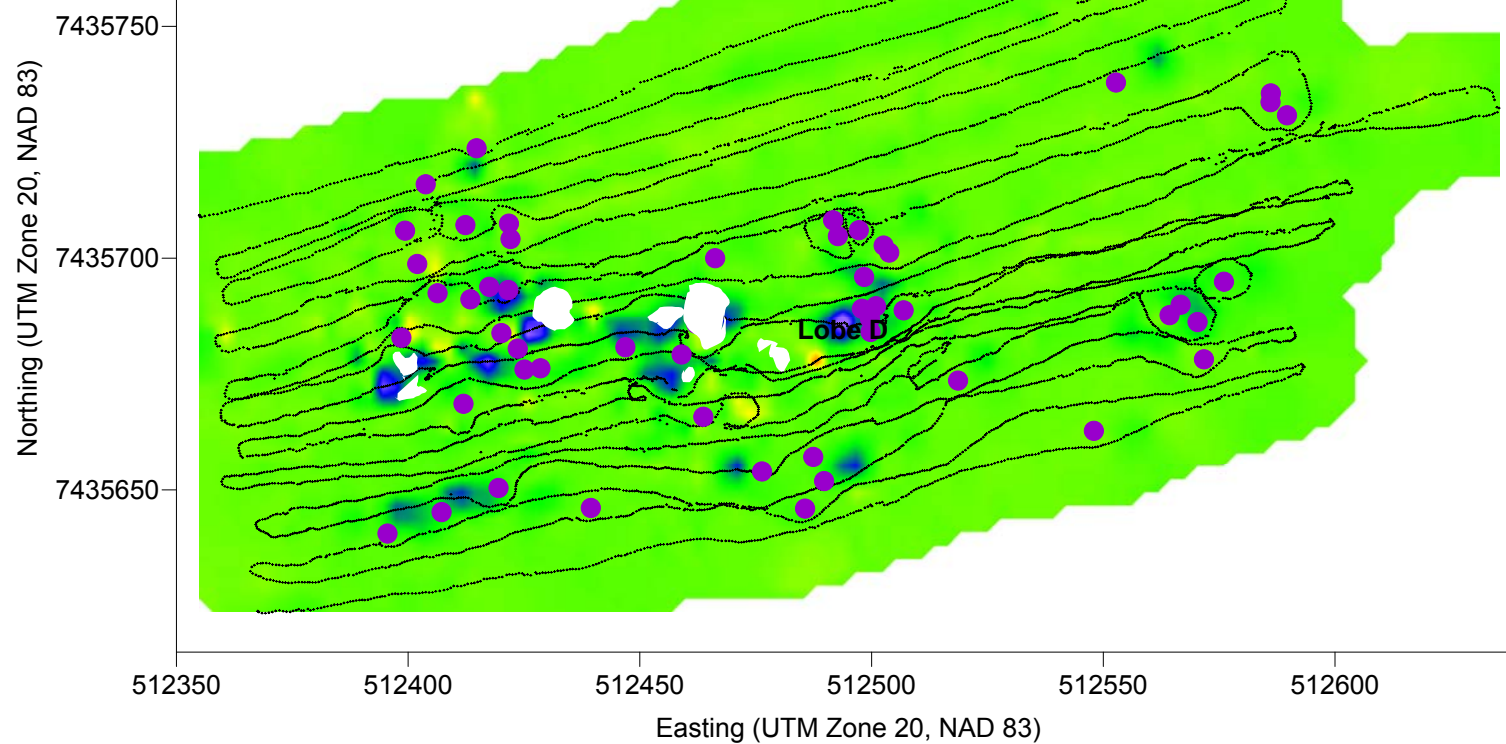 7435750
7435700
7435650
Northing (UTM Zone 20, NAD 83)
Lobe D
512350 512400 512450 512500 512550 512600
Easting (UTM Zone 20, NAD 83)